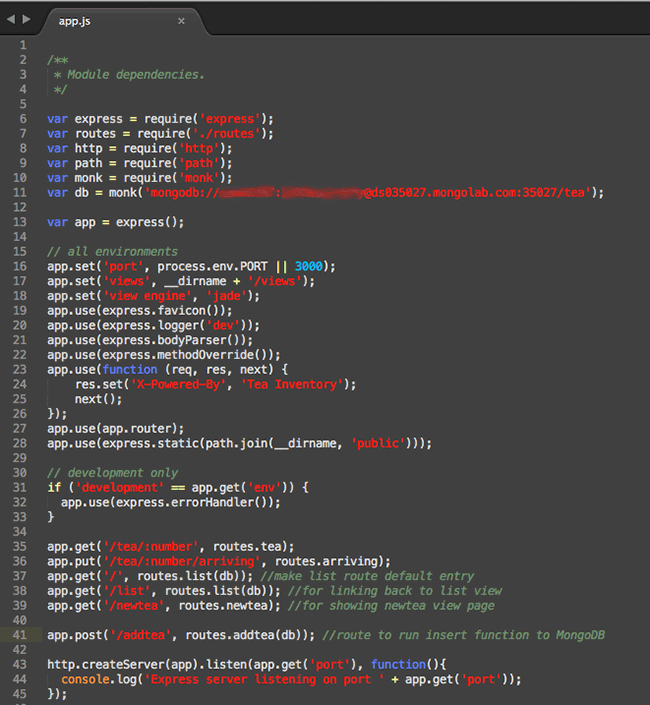 app.js ×
1
2 /**
3 * Module dependencies.
4 */
5
6 var express = require('express');
7 var routes = require('./routes');
8 var http = require('http');
9 var path = require('path');
10 var monk = require('monk');
11 var db = monk('mongodb:// @ds035027.mongolab.com:35027/tea');
12
13 var app = express();
14
15 // all environments
16 app.set('port', process.env.PORT || 3000);
17 app.set('views', __dirname + '/views');
18 app.set('view engine', 'jade');
19 app.use(express.favicon());
20 app.use(express.logger('dev'));
21 app.use(express.bodyParser());
22 app.use(express.methodOverride());
23 app.use(function (req, res, next) {
24 res.set('X-Powered-By', 'Tea Inventory');
25 next();
26 });
27 app.use(app.router);
28 app.use(express.static(path.join(__dirname, 'public')));
29
30 // development only
31 if ('development' == app.get('env')) {
32 app.use(express.errorHandler());
33 }
34
35 app.get('/tea/:number', routes.tea);
36 app.put('/tea/:number/arriving', routes.arriving);
37 app.get('/', routes.list(db)); //make list route default entry
38 app.get('/list', routes.list(db)); //for linking back to list view
39 app.get('/newtea', routes.newtea); //for showing newtea view page
40
41 app.post('/addtea', routes.addtea(db)); //route to run insert function to MongoDB
42
43 http.createServer(app).listen(app.get('port'), function(){
44 console.log('Express server listening on port ' + app.get('port'));
45 });